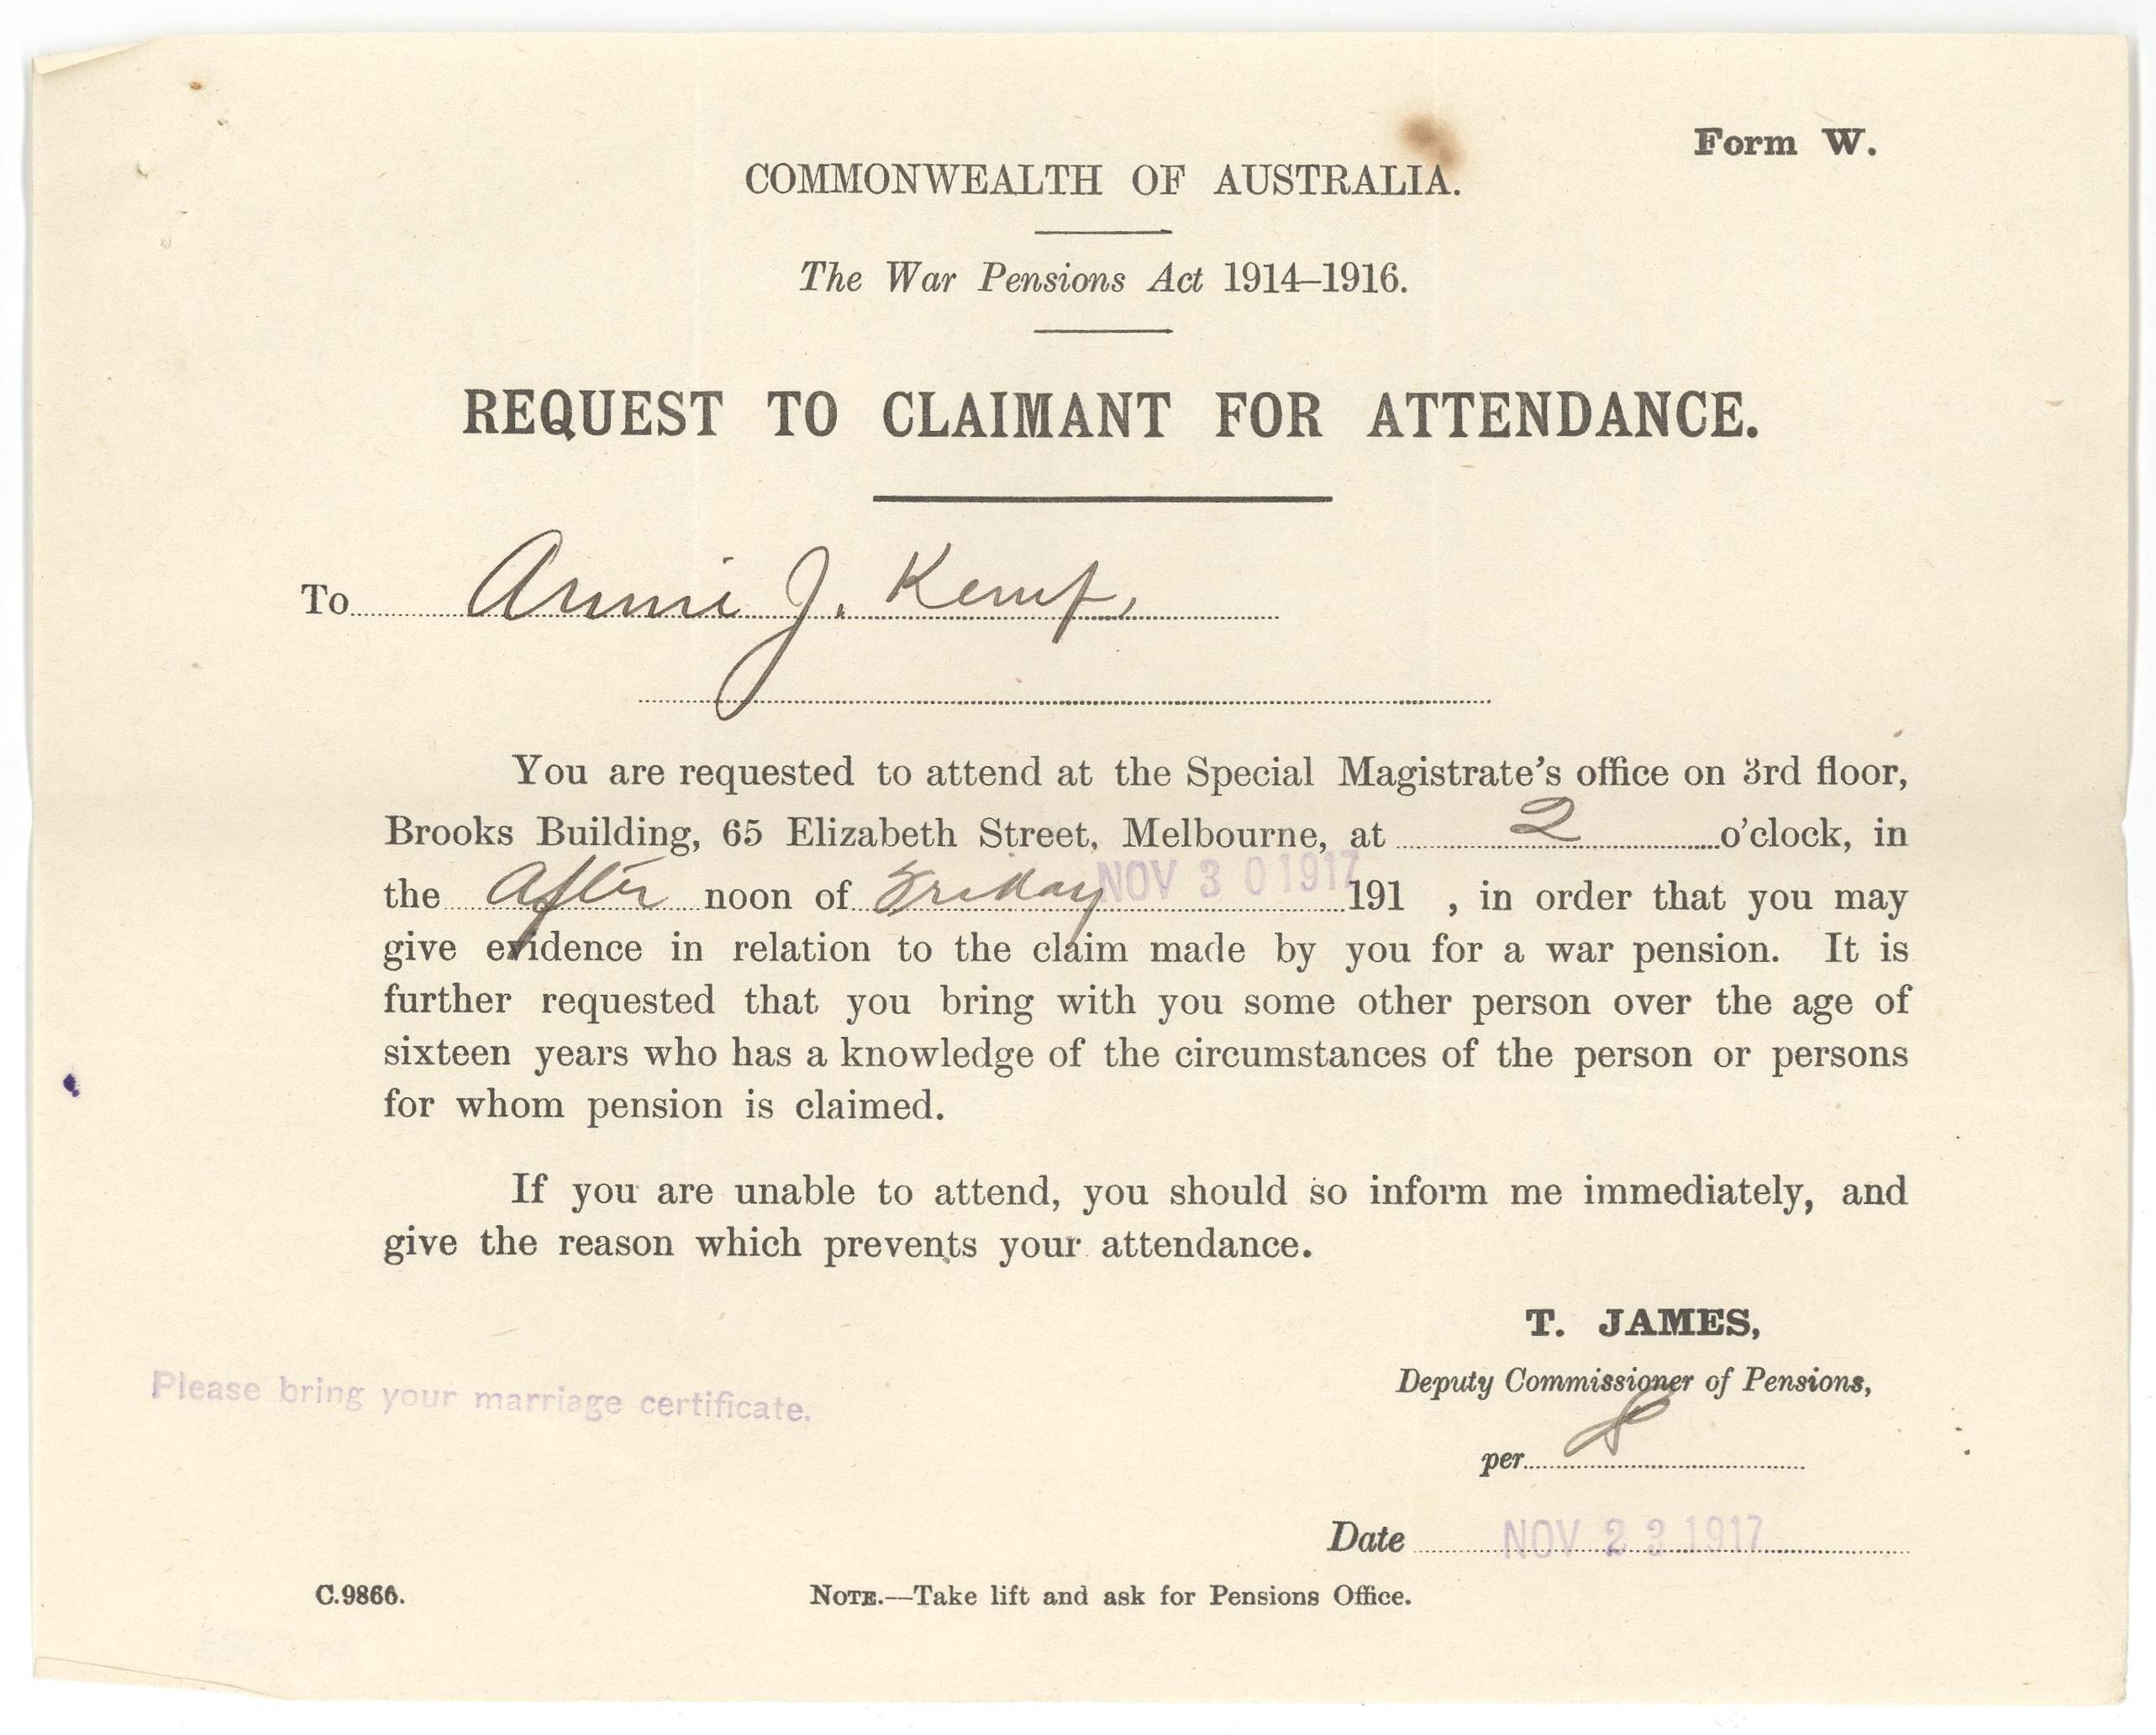 Form W.
COMMONWEALTH OF AUSTRALIA.
The War Pensions Act 1914–1916.
REQUEST TO CLAIMANT FOR ATTENDANCE.
To Annie J. Kemp,
You are requested to attend at the Special Magistrate's office on 3rd floor,
Brooks Building, 65 Elizabeth Street, Melbourne, at 2 o'clock, in
the After noon of Friday NOV 30 1917 191 , in order that you may
give evidence in relation to the claim made by you for a war pension. It is
further requested that you bring with you some other person over the age of
sixteen years who has a knowledge of the circumstances of the person or persons
for whom pension is claimed.
If you are unable to attend, you should so inform me immediately, and
give the reason which prevents your attendance.
T. JAMES,
Deputy Commissioner of Pensions,
Please bring your marriage certificate.
per
Date NOV 23 1917
C.9866.
NOTE.—Take lift and ask for Pensions Office.